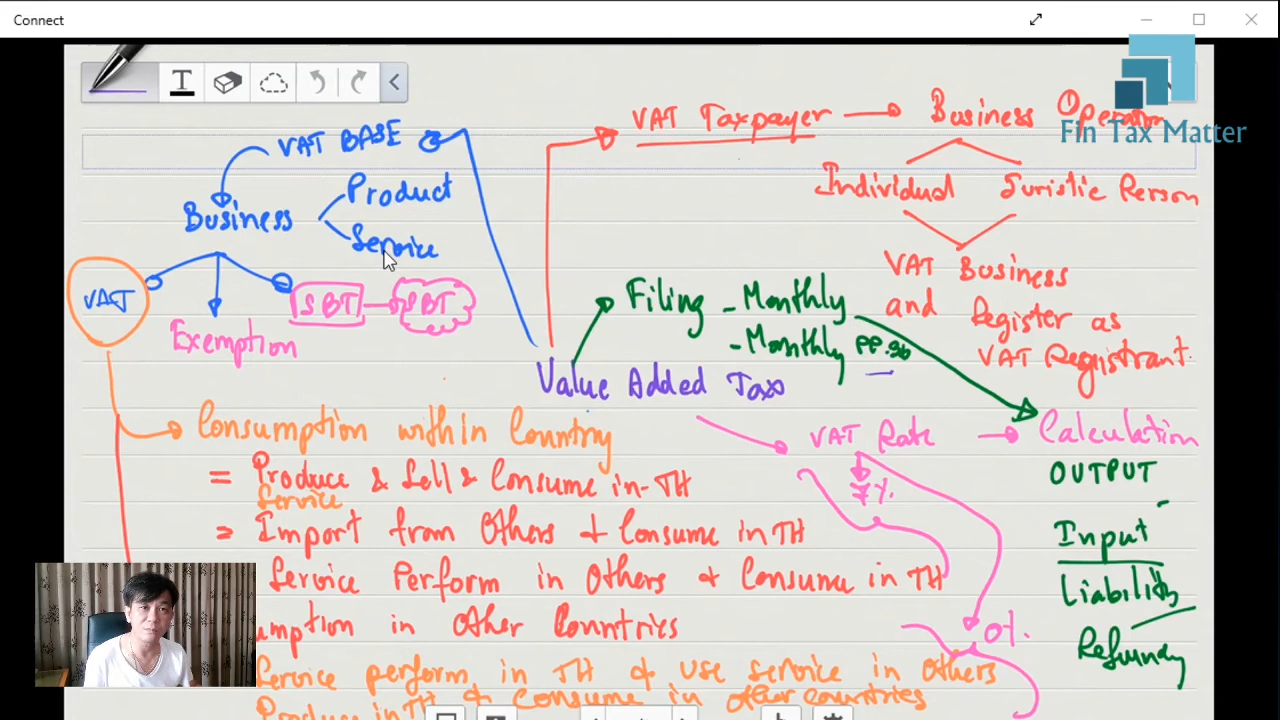 Connect
T
Fin Tax Matter
VAT Taxpayer
Business Operator
Individual
Juristic Person
VAT Business
and Register as
VAT Registrant.
VAT BASE
Business
Product
Service
VAT
Exemption
SBT
SBT
Filing - Monthly
- Monthly PP.36
Value Added Tax
VAT Rate
7%.
0%.
Calculation
OUTPUT
-
Input
Liability
Refund
Consumption within Country
= Produce & Sell & Consume in-TH
Service
= Import from Others & Consume in TH
Service Perform in Others & Consume in TH
umption in Other Countries
Service perform in TH & use service in Others
Produce in TH & Consume in other countries